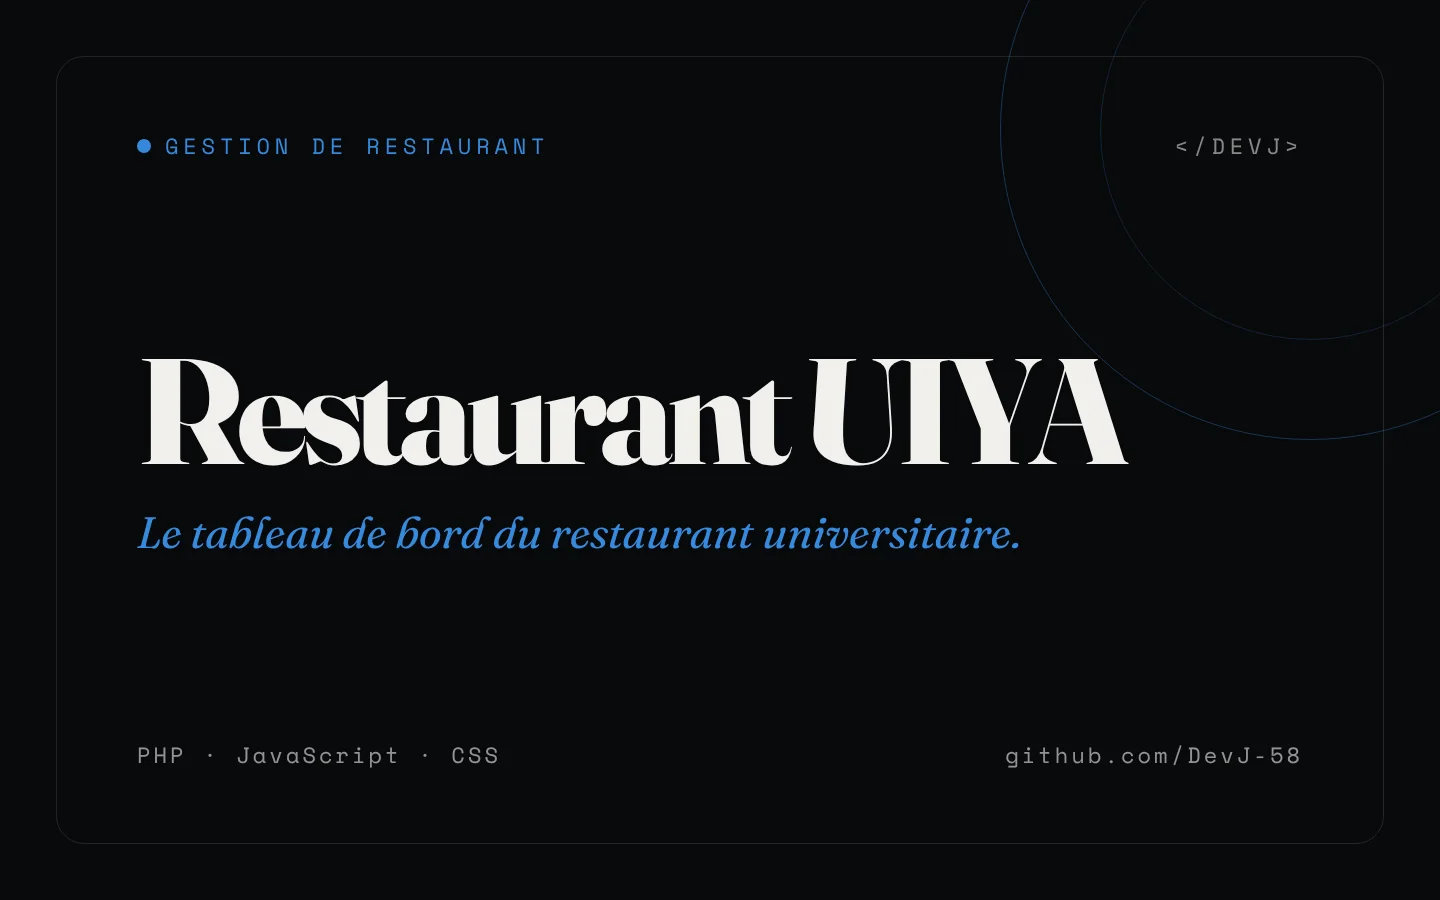 GESTION DE RESTAURANT
</DEVJ>
Restaurant UIYA
Le tableau de bord du restaurant universitaire.
PHP · JavaScript · CSS
github.com/DevJ-58